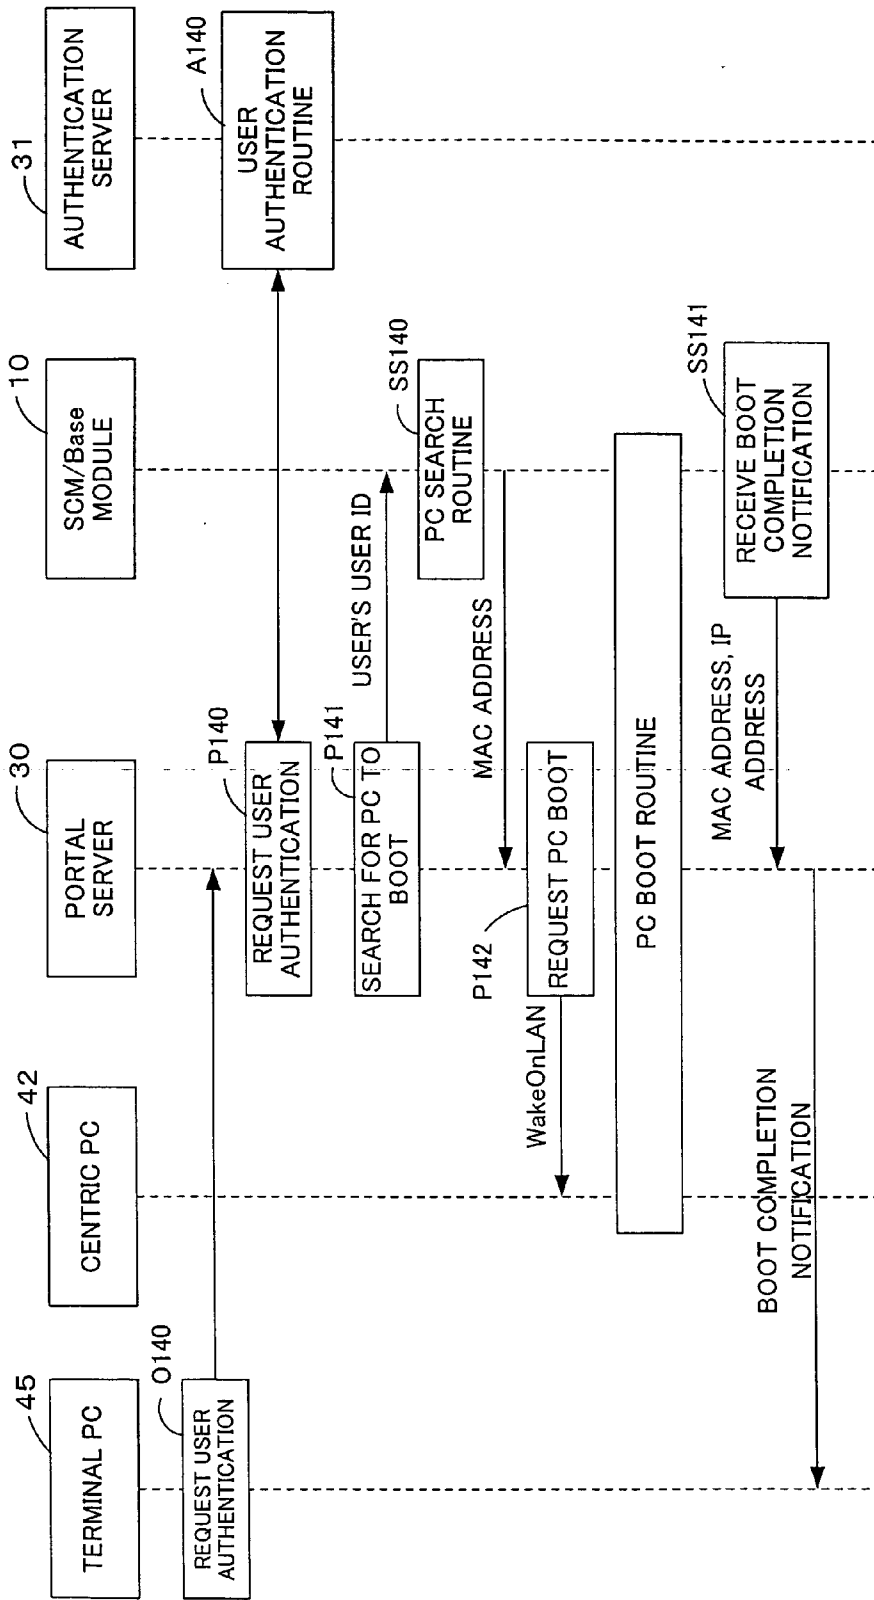 45
TERMINAL PC
42
CENTRIC PC
30
PORTAL
SERVER
10
SCM/Base
MODULE
31
AUTHENTICATION
SERVER
O140
REQUEST USER
AUTHENTICATION
P140
REQUEST USER
AUTHENTICATION
A140
USER
AUTHENTICATION
ROUTINE
P141
SEARCH FOR PC TO
BOOT
USER'S USER ID
SS140
PC SEARCH
ROUTINE
MAC ADDRESS
P142
REQUEST PC BOOT
WakeOnLAN
PC BOOT ROUTINE
SS141
RECEIVE BOOT
COMPLETION
NOTIFICATION
MAC ADDRESS, IP
ADDRESS
BOOT COMPLETION
NOTIFICATION